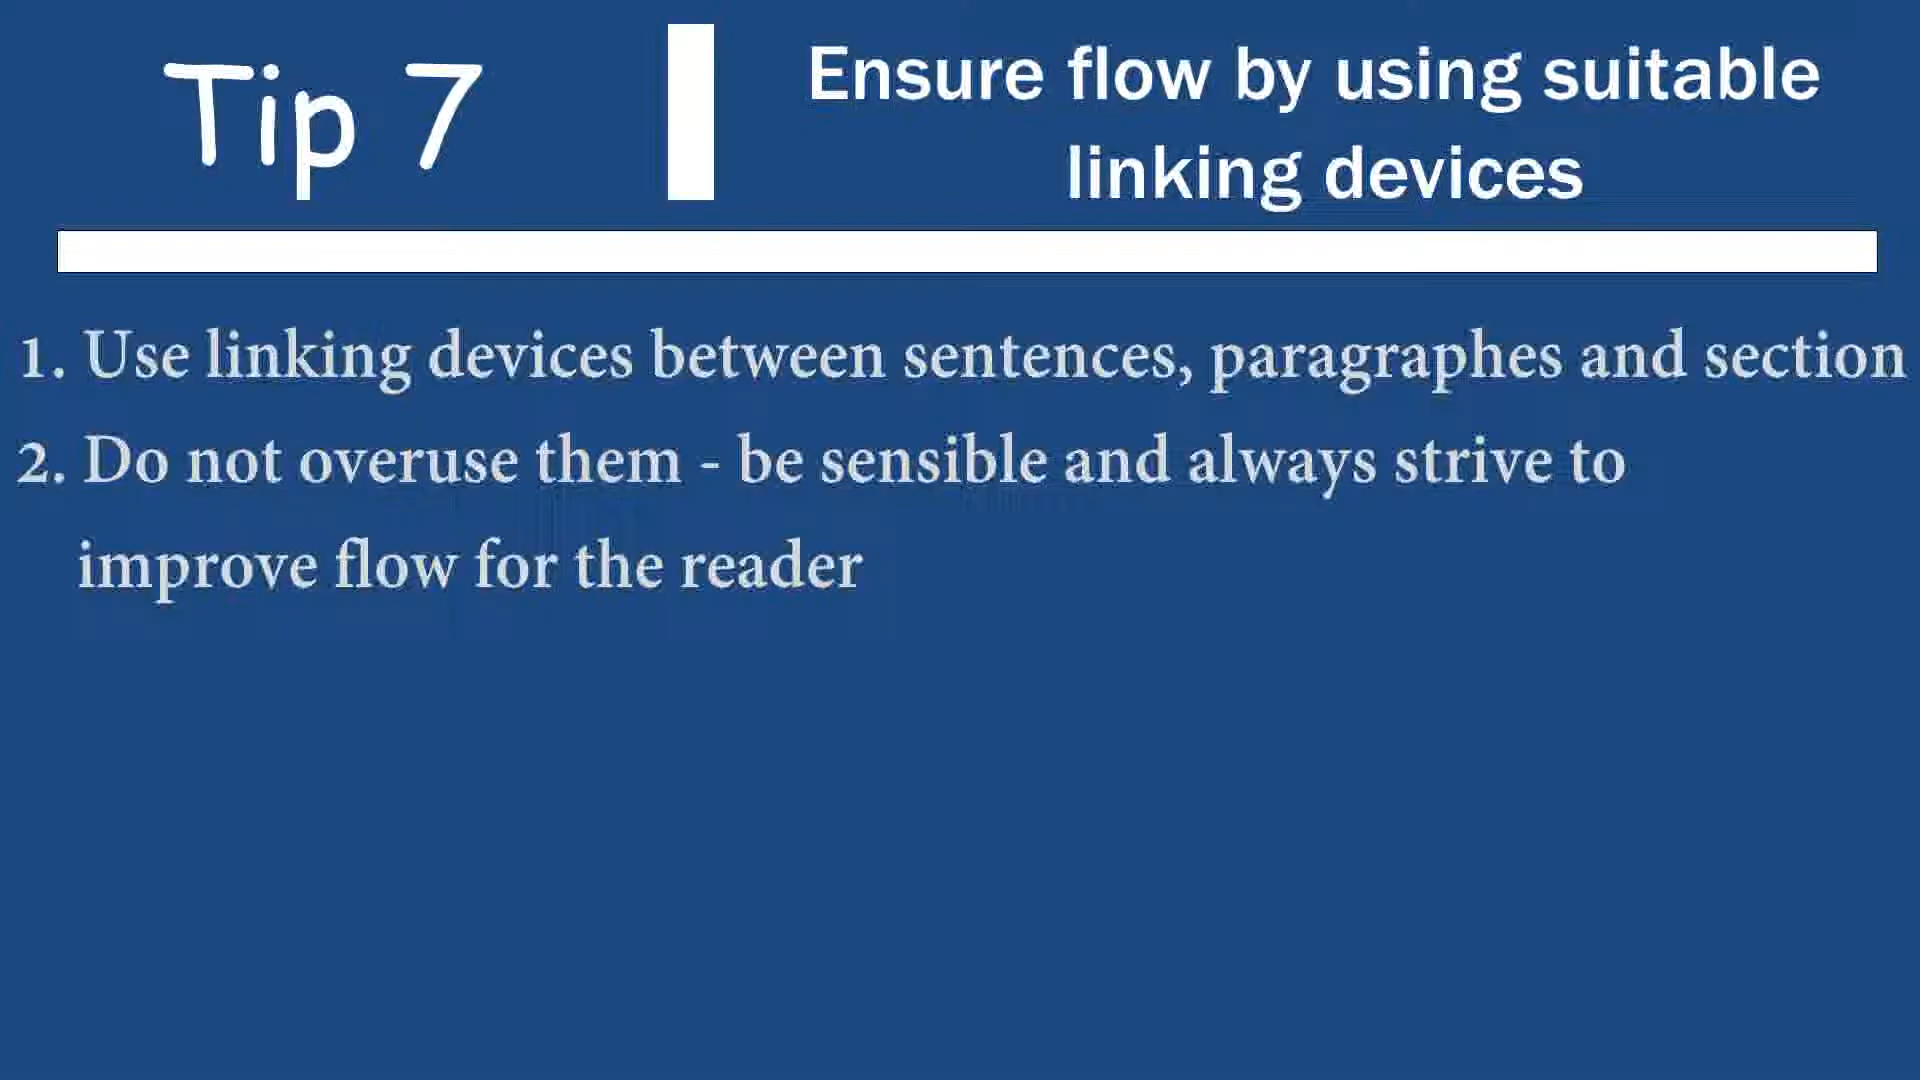 Tip 7
Ensure flow by using suitable
linking devices
1. Use linking devices between sentences, paragraphes and section
2. Do not overuse them - be sensible and always strive to
improve flow for the reader